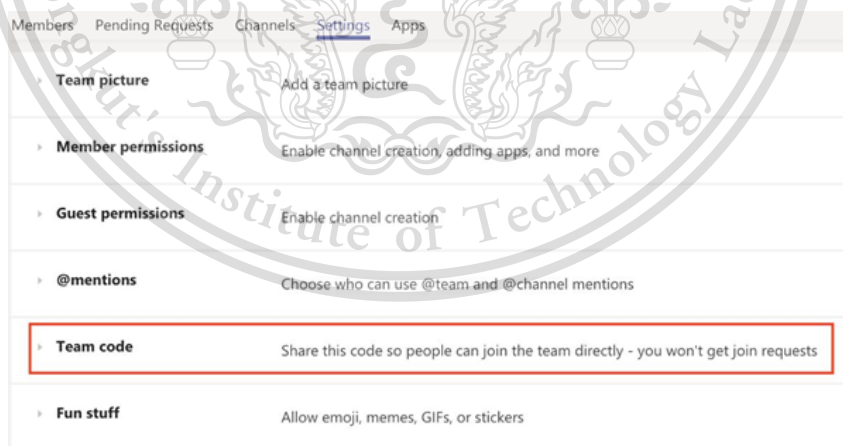 Members Pending Requests Channels Settings Apps
Team picture Add a team picture
Member permissions Enable channel creation, adding apps, and more
Guest permissions Enable channel creation
@mentions Choose who can use @team and @channel mentions
Team code Share this code so people can join the team directly - you won't get join requests
Fun stuff Allow emoji, memes, GIFs, or stickers
Institute of Technology